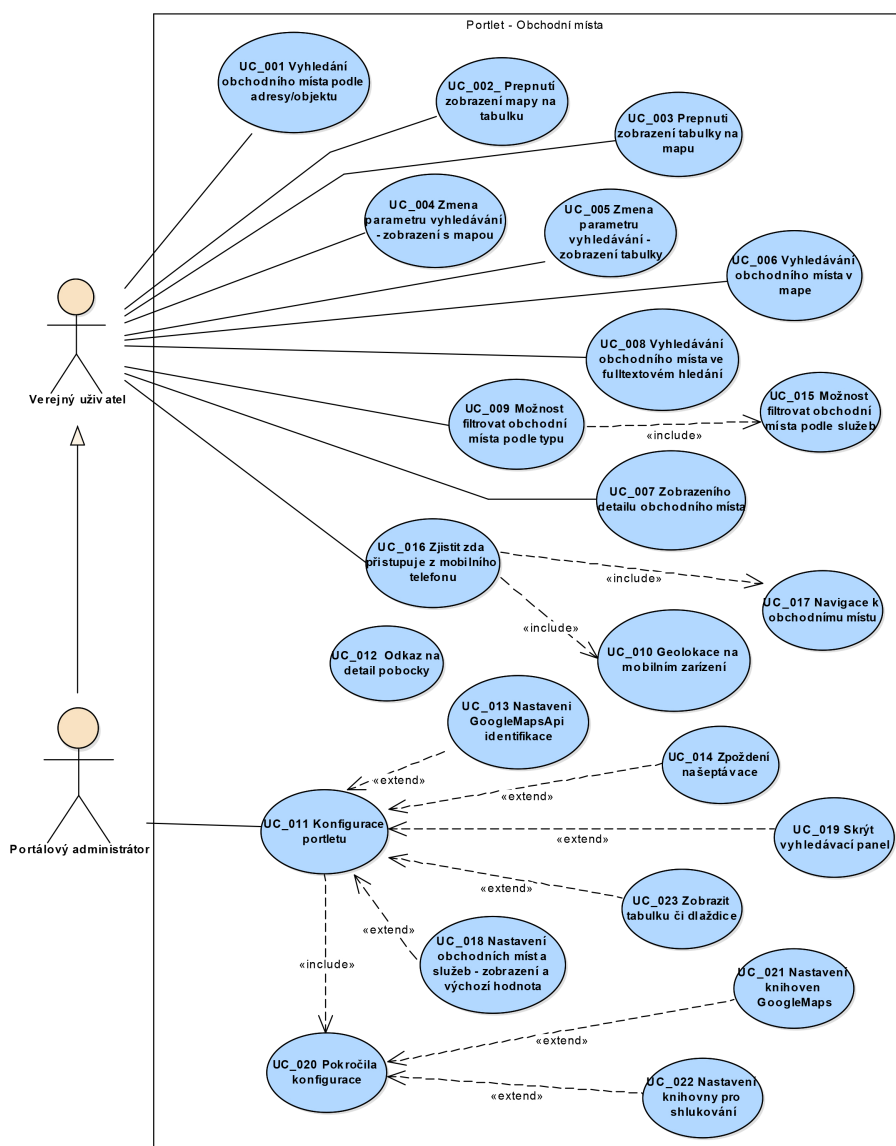 Portlet - Obchodní místa
UC_001 Vyhledání
obchodního místa podle
adresy/objektu
UC_002_ Prepnutí
zobrazení mapy na
tabulku
UC_003 Prepnuti
zobrazení tabulky na
mapu
UC_004 Zmena
parametru vyhledávání
- zobrazení s mapou
UC_005 Zmena
parametru
vyhledávání -
zobrazení tabulky
UC_006 Vyhledávání
obchodního místa v
mape
Verejný uživatel
UC_008 Vyhledávání
obchodního místa ve
fulltextovém hledání
UC_009 Možnost
filtrovat obchodní
místa podle typu
«include»
UC_015 Možnost
filtrovat obchodní
místa podle služeb
UC_007 Zobrazeního
detailu obchodního místa
UC_016 Zjistit zda
přistupuje z mobilního
telefonu
«include»
UC_017 Navigace k
obchodnímu místu
«include»
UC_010 Geolokace na
mobilním zarízení
UC_012  Odkaz na
detail pobocky
UC_013 Nastaveni
GoogleMapsApi
identifikace
«extend»
UC_014 Zpoždení
našeptávace
«extend»
Portálový administrátor
UC_011 Konfigurace
portletu
«extend»
UC_019 Skrýt
vyhledávací panel
«extend»
UC_023 Zobrazit
tabulku či dlaždice
«extend»
UC_018 Nastavení
obchodních míst a
služeb - zobrazení a
výchozí hodnota
«include»
UC_021 Nastavení
knihoven
GoogleMaps
«extend»
UC_020 Pokročila
konfigurace
«extend»
UC_022 Nastavení
knihovny pro
shlukování